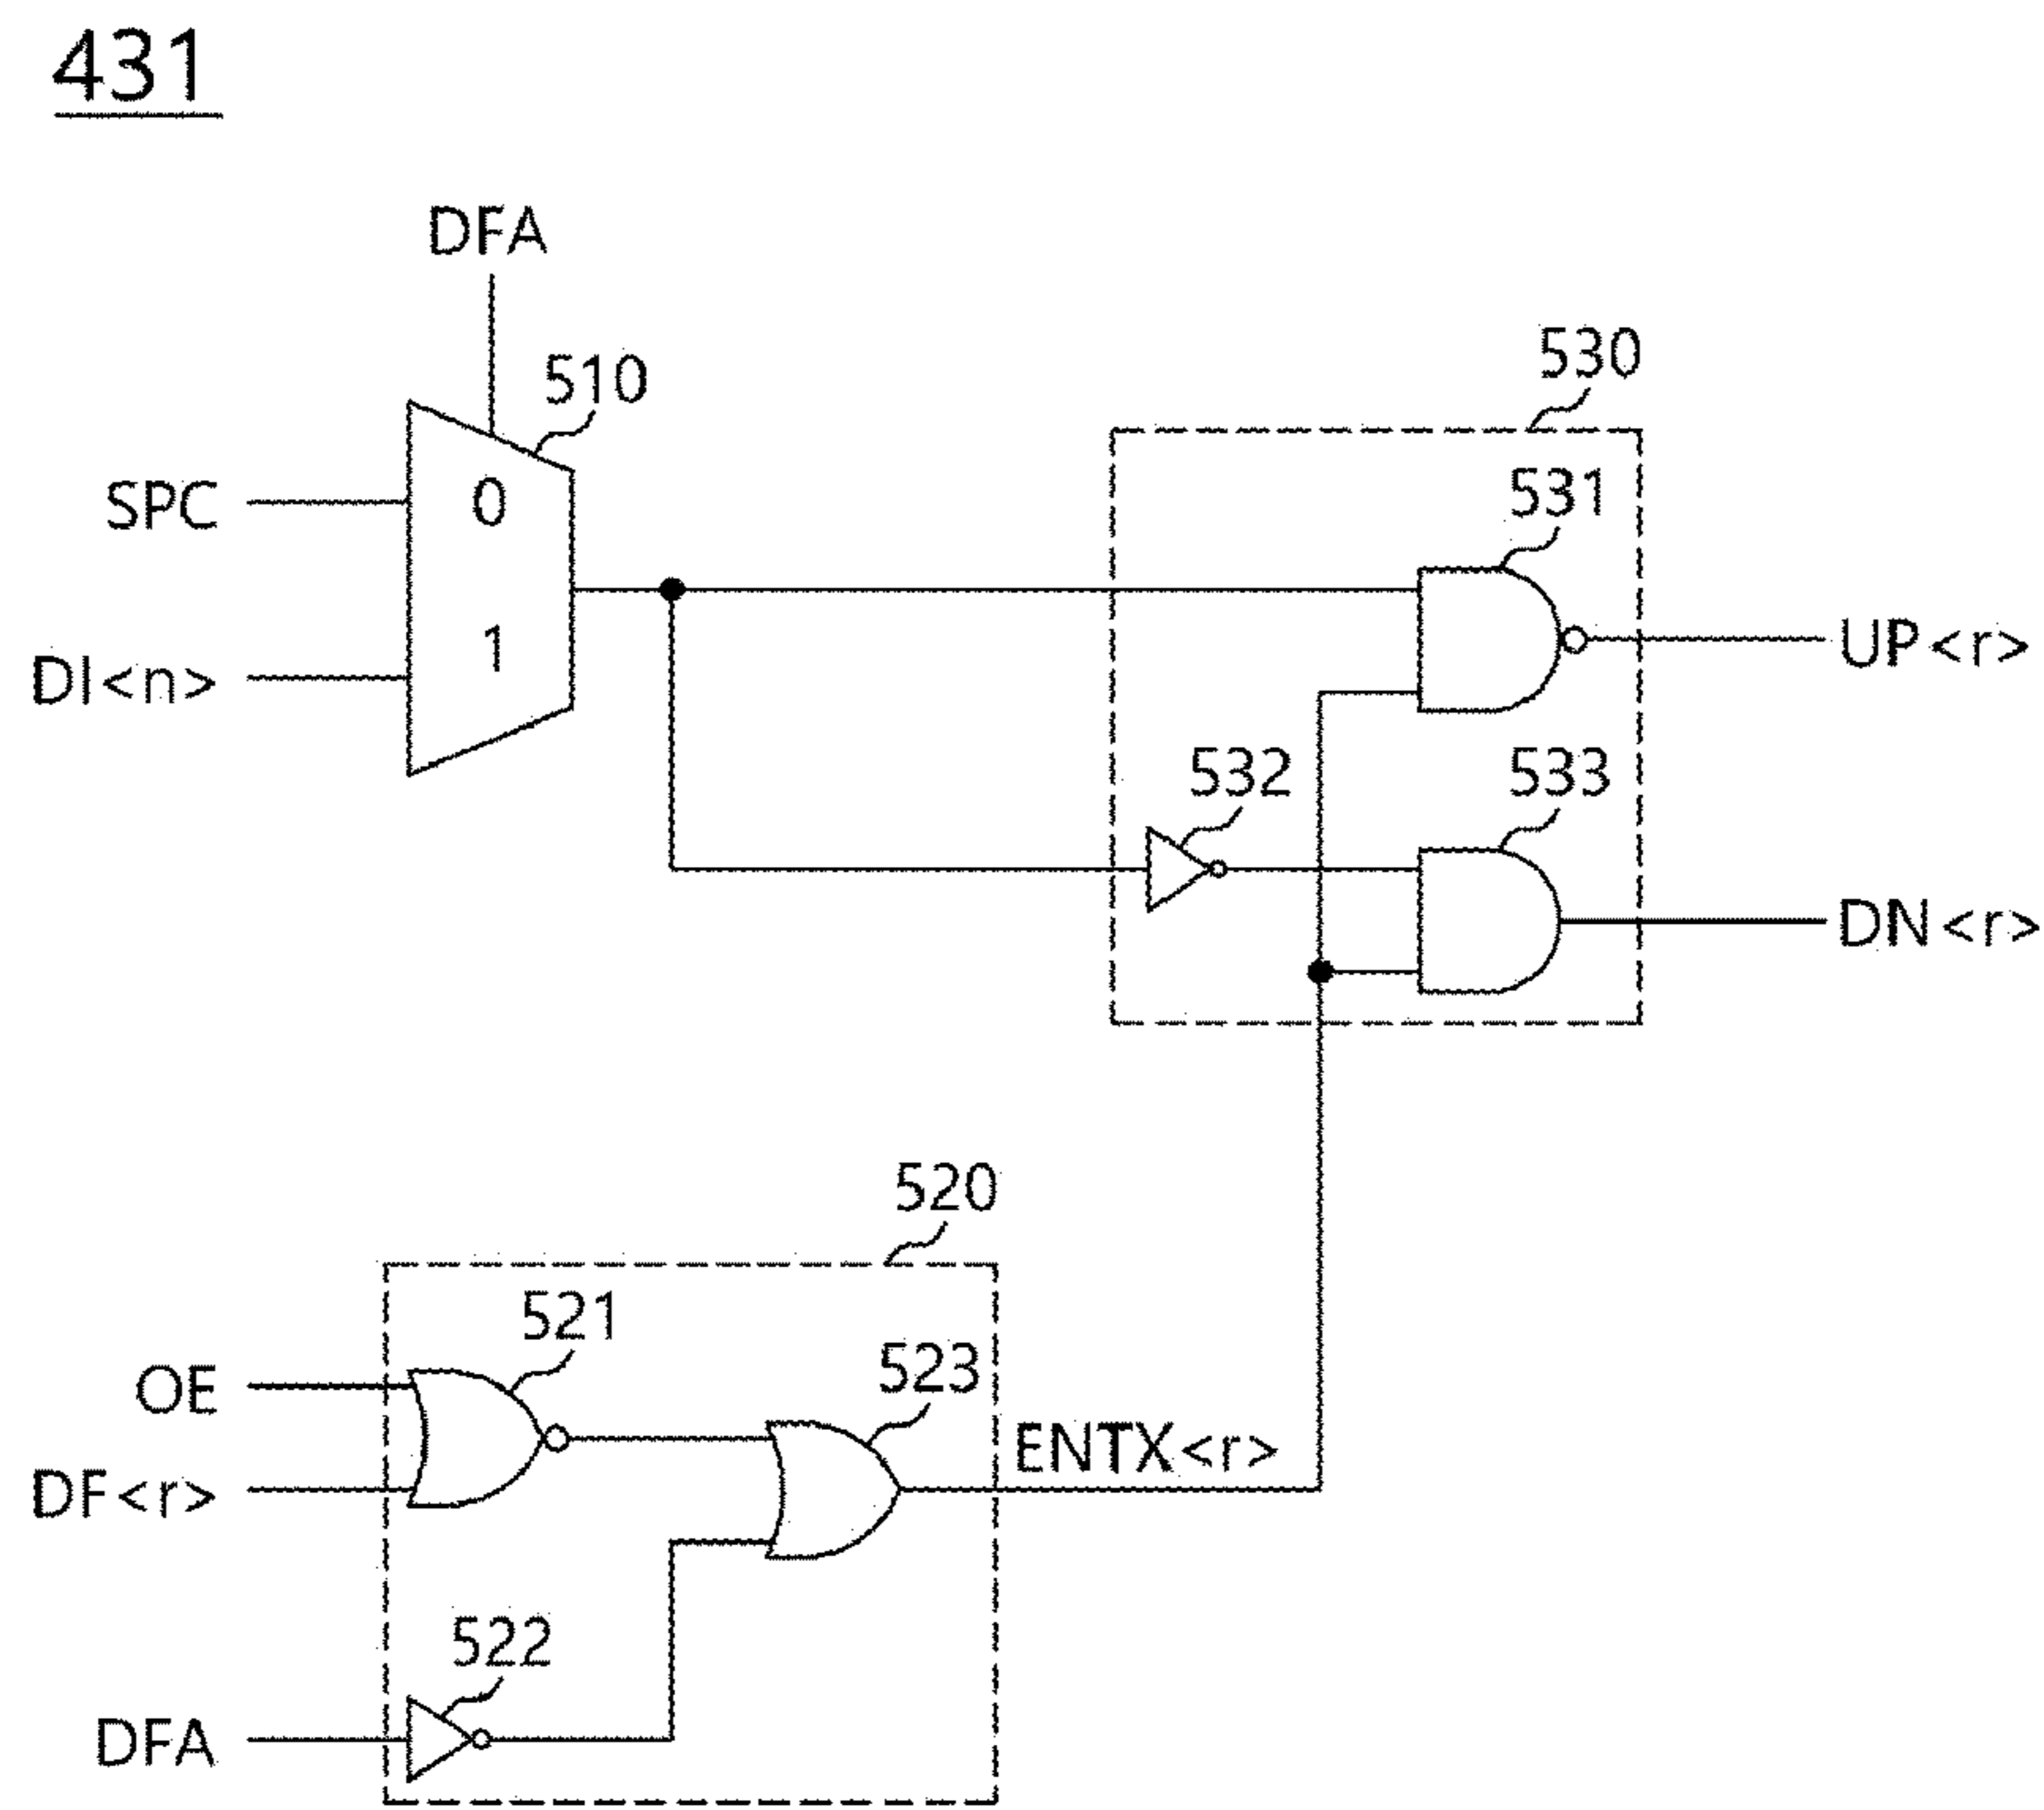 431
DFA
510
530
SPC
0
531
1
UP<r>
DI<n>
532
533
DN<r>
520
521
523
OE
ENTX<r>
DF<r>
522
DFA